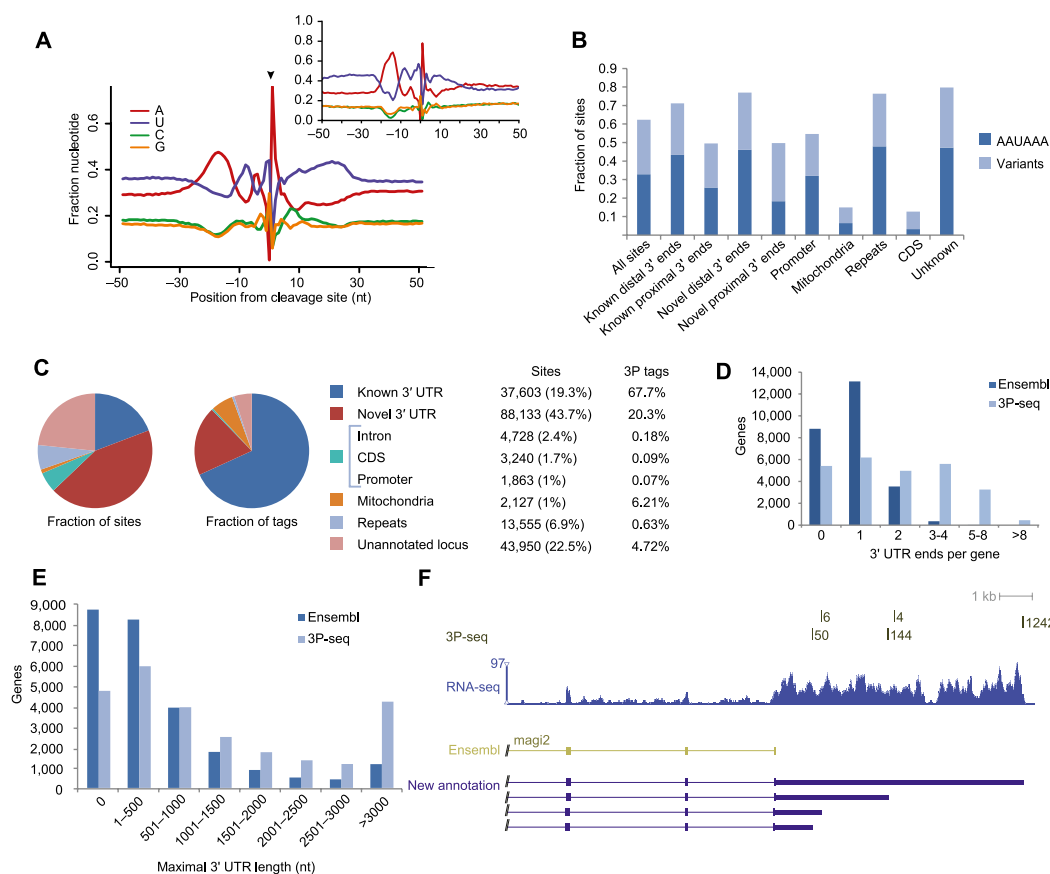 A
Fraction nucleotide
0.0 0.2 0.4 0.6
A
U
C
G
−50 −30 −10 0 10 30 50
Position from cleavage site (nt)
1.0
0.8
0.6
0.4
0.2
0.0
−50 −30 −10 0 10 30 50
B
Fraction of sites
0.9
0.8
0.7
0.6
0.5
0.4
0.3
0.2
0.1
AAUAAA
Variants
All sites
Known distal 3′ ends
Known proximal 3′ ends
Novel distal 3′ ends
Novel proximal 3′ ends
Promoter
Mitochondria
Repeats
CDS
Unknown
C
Fraction of sites
Fraction of tags
Sites 3P tags
Known 3′ UTR 37,603 (19.3%) 67.7%
Novel 3′ UTR 88,133 (43.7%) 20.3%
Intron 4,728 (2.4%) 0.18%
CDS 3,240 (1.7%) 0.09%
Promoter 1,863 (1%) 0.07%
Mitochondria 2,127 (1%) 6.21%
Repeats 13,555 (6.9%) 0.63%
Unannotated locus 43,950 (22.5%) 4.72%
D
Genes
14,000
12,000
10,000
8,000
6,000
4,000
2,000
0
Ensembl
3P-seq
0 1 2 3-4 5-8 >8
3' UTR ends per gene
E
Genes
9,000
8,000
7,000
6,000
5,000
4,000
3,000
2,000
1,000
0
Ensembl
3P-seq
0
1–500
501–1000
1001–1500
1501–2000
2001–2500
2501–3000
>3000
Maximal 3' UTR length (nt)
F
1 kb
3P-seq
6 4
50 144 1242
97
RNA-seq
Ensembl
magi2
New annotation